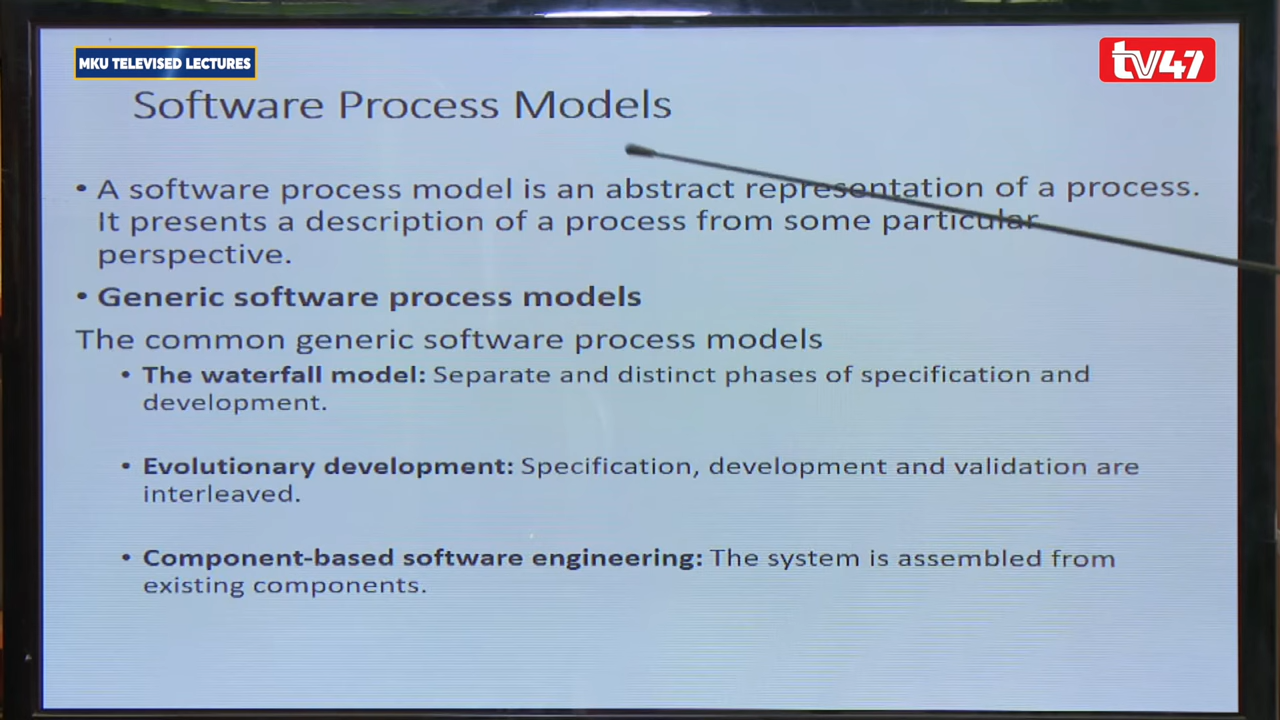 MKU TELEVISED LECTURES
tv47
Software Process Models
• A software process model is an abstract representation of a process.
It presents a description of a process from some particular
perspective.
• Generic software process models
The common generic software process models
• The waterfall model: Separate and distinct phases of specification and
development.
• Evolutionary development: Specification, development and validation are
interleaved.
• Component-based software engineering: The system is assembled from
existing components.